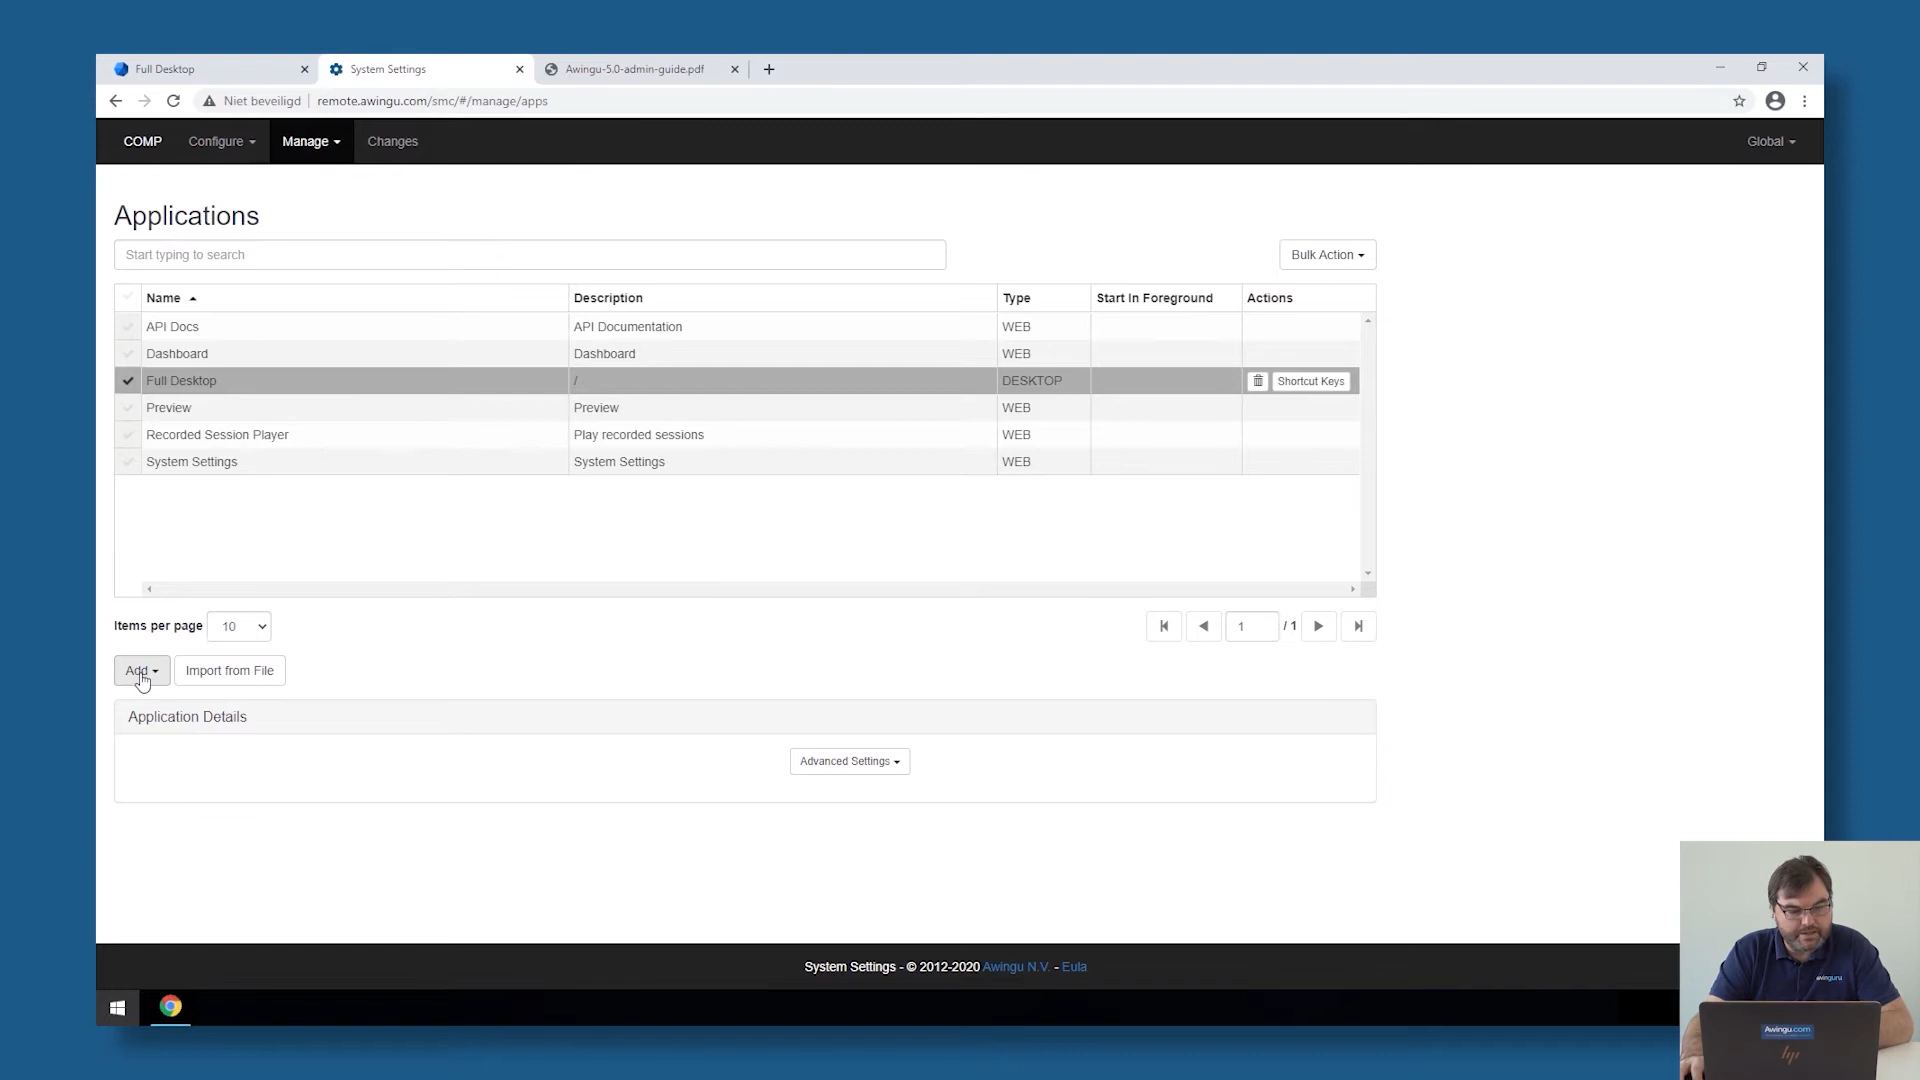 Full Desktop
System Settings
Awingu-5.0-admin-guide.pdf
Niet beveiligd
remote.awingu.com/smc/#/manage/apps
COMP Configure Manage Changes Global
Applications
Start typing to search
Bulk Action
Name Description Type Start In Foreground Actions
API Docs API Documentation WEB
Dashboard Dashboard WEB
Full Desktop / DESKTOP Shortcut Keys
Preview Preview WEB
Recorded Session Player Play recorded sessions WEB
System Settings System Settings WEB
Items per page 10 1 / 1
Add Import from File
Application Details
Advanced Settings
System Settings - © 2012-2020 Awingu N.V. - Eula
awinguru
Awingu.com
hp